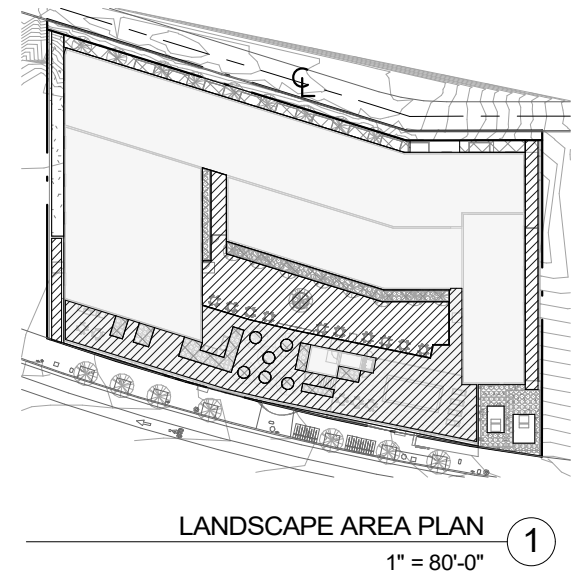 ℄
LANDSCAPE AREA PLAN
1
1" = 80'-0"